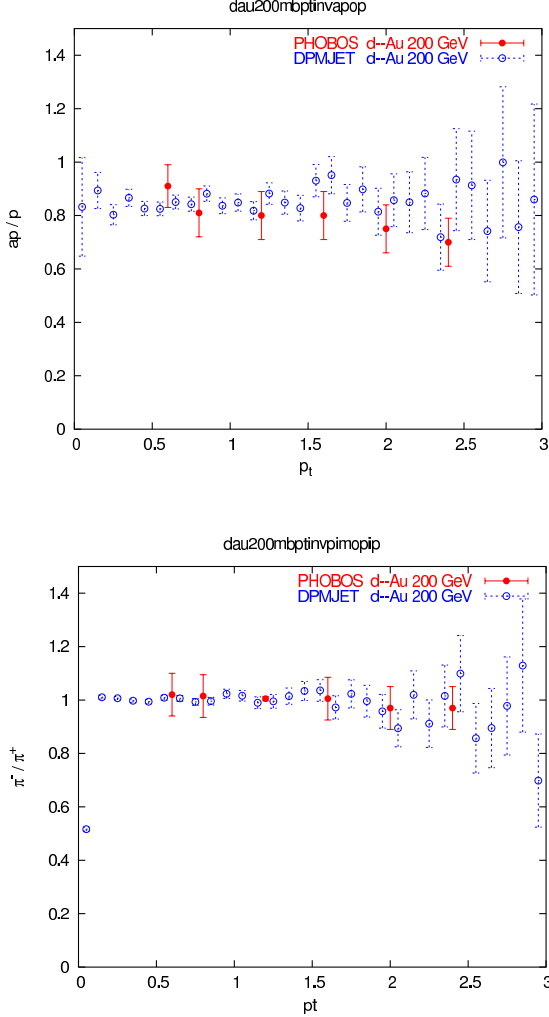 dau200mbptinvapop
PHOBOS d--Au 200 GeV
DPMJET d--Au 200 GeV
1.4
1.2
1
0.8
0.6
0.4
0.2
0
ap / p
0 0.5 1 1.5 2 2.5 3
p_t
dau200mbptinvpimopip
PHOBOS d--Au 200 GeV
DPMJET d--Au 200 GeV
1.4
1.2
1
0.8
0.6
0.4
0.2
0
π⁻/ π⁺
0 0.5 1 1.5 2 2.5 3
pt